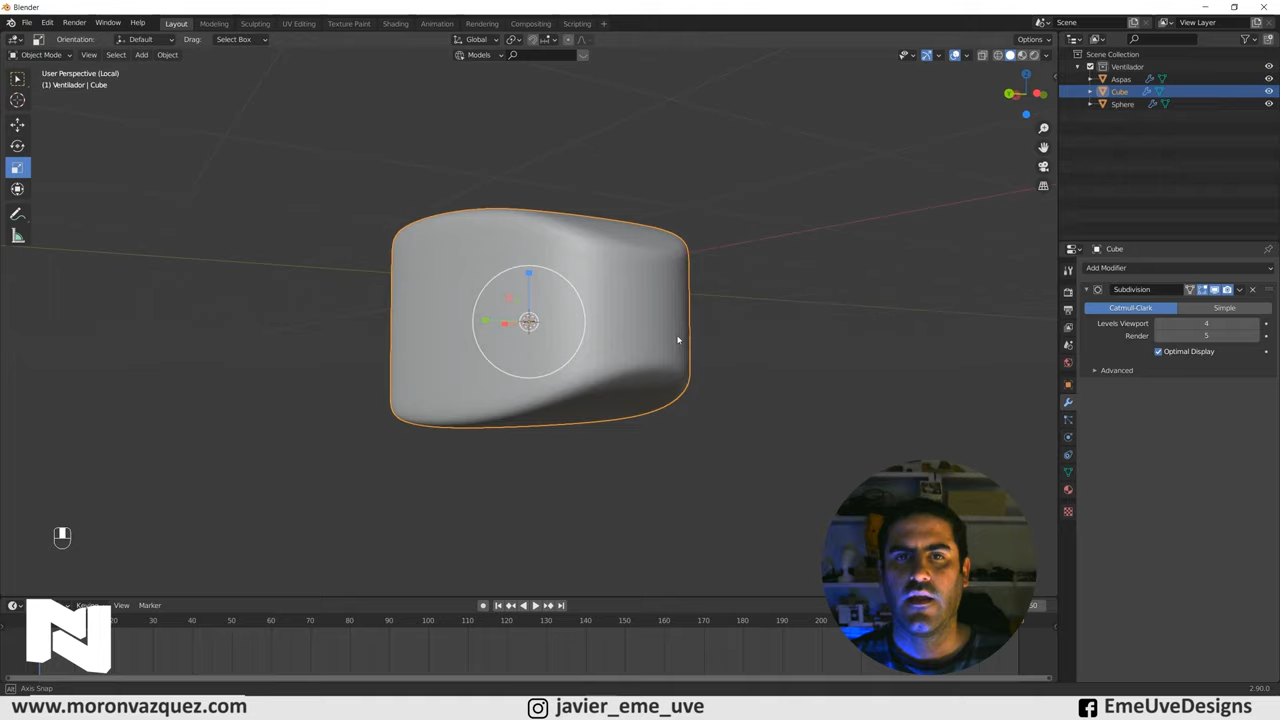 Blender
File Edit Render Window Help Layout Modeling Sculpting UV Editing Texture Paint Shading Animation Rendering Compositing Scripting + Scene View Layer
Orientation: Default Drag: Select Box Global Options
Object Mode View Select Add Object Models
User Perspective (Local)
(1) Ventilador | Cube
Scene Collection
Ventilador
Aspas
Cube
Sphere
Cube
Add Modifier
Subdivision
Catmull-Clark Simple
Levels Viewport 4
Render 5
Optimal Display
Advanced
View Marker
10 20 30 40 50 60 70 80 90 100 110 120 130 140 150 160 170 180 190 200
Axis Snap 2.90.0
www.moronvazquez.com javier_eme_uve EmeUveDesigns